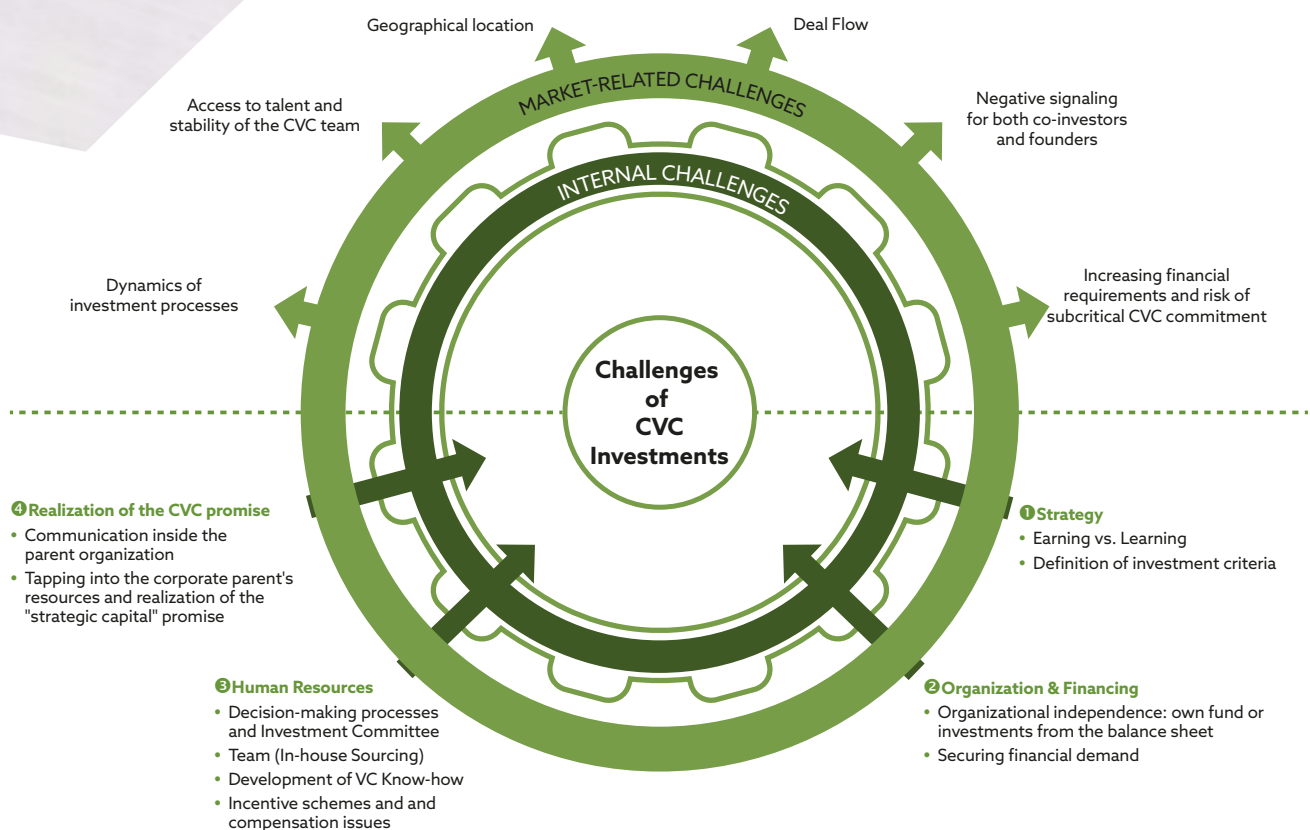 Geographical location
Deal Flow
MARKET-RELATED CHALLENGES
Access to talent and
stability of the CVC team
Negative signaling
for both co-investors
and founders
INTERNAL CHALLENGES
Dynamics of
investment processes
Increasing financial
requirements and risk of
subcritical CVC commitment
Challenges
of
CVC
Investments
❹Realization of the CVC promise
• Communication inside the
parent organization
• Tapping into the corporate parent's
resources and realization of the
"strategic capital" promise
❶Strategy
• Earning vs. Learning
• Definition of investment criteria
❸Human Resources
• Decision-making processes
and Investment Committee
• Team (In-house Sourcing)
• Development of VC Know-how
• Incentive schemes and and
compensation issues
❷Organization & Financing
• Organizational independence: own fund or
investments from the balance sheet
• Securing financial demand